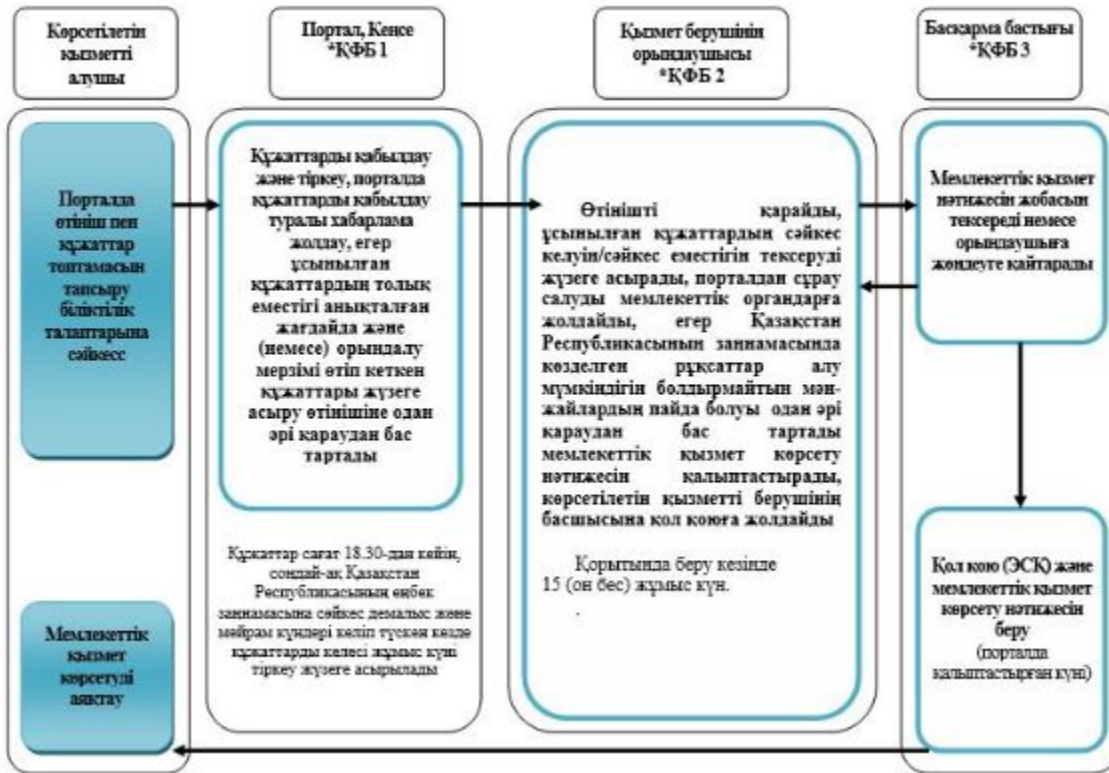 Көрсетілетін
қызметті
алушы
Портал, Кеңсе
*ҚФБ 1
Қызмет берушінің
орындаушысы
*ҚФБ 2
Басқарма бастығы
*ҚФБ 3
Порталда
өтініш пен
құжаттар
топтамасын
тапсыру
біліктілік
талаптарына
сәйкесс
Құжаттарды қабылдау
және тіркеу, порталда
құжаттарды қабылдау
туралы хабарлама
жолдау, егер
ұсынылған
құжаттардың толық
еместігі анықталған
жағдайда және
(немесе) орындалу
мерзімі өтіп кеткен
құжаттары жүзеге
асыру өтінішіне одан
әрі қараудан бас
тартады
Құжаттар сағат 18.30-дан кейін,
сондай-ақ Қазақстан
Республикасының еңбек
заңнамасына сәйкес демалыс және
мейрам күндері келіп түскен кезде
құжаттарды келесі жұмыс күні
тіркеу жүзеге асырылады
Өтінішті қарайды,
ұсынылған құжаттардың сәйкес
келуін/сәйкес еместігін тексеруді
жүзеге асырады, порталдан сұрау
салуды мемлекеттік органдарға
жолдайды, егер Қазақстан
Республикасының заңнамасында
көзделген рұқсаттар алу
мүмкіндігін болдырмайтын мән-
жайлардың пайда болуы одан әрі
қараудан бас тартады
мемлекеттік қызмет көрсету
нәтижесін қалыптастырады,
көрсетілетін қызметті берушінің
басшысына қол қоюға жолдайды
Қорытынды беру кезінде
15 (он бес) жұмыс күн.
.
Мемлекеттік қызмет
нәтижесін жобасын
тексереді немесе
орындаушыға
жөндеуге қайтарады
Қол қою (ЭСҚ) және
мемлекеттік қызмет
көрсету нәтижесін
беру
(порталда
қалыптастырған күні)
Мемлекеттік
қызмет
көрсетуді
аяқтау